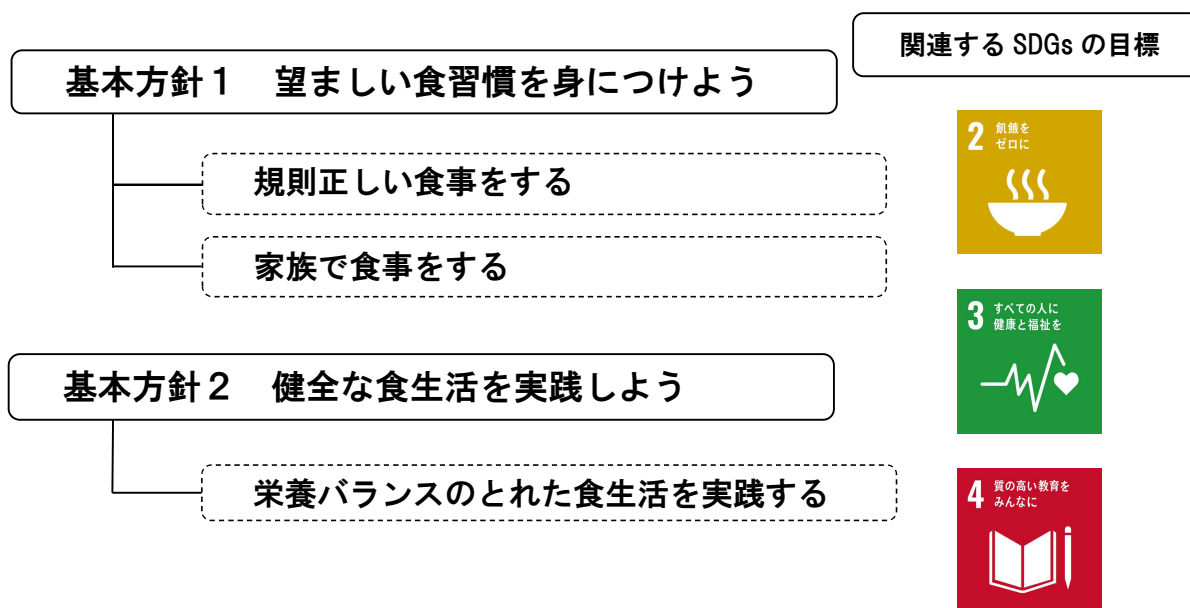 関連する SDGs の目標
基本方針１　望ましい食習慣を身につけよう
規則正しい食事をする
家族で食事をする
基本方針２　健全な食生活を実践しよう
栄養バランスのとれた食生活を実践する
2 飢餓を
ゼロに
3 すべての人に
健康と福祉を
4 質の高い教育を
みんなに